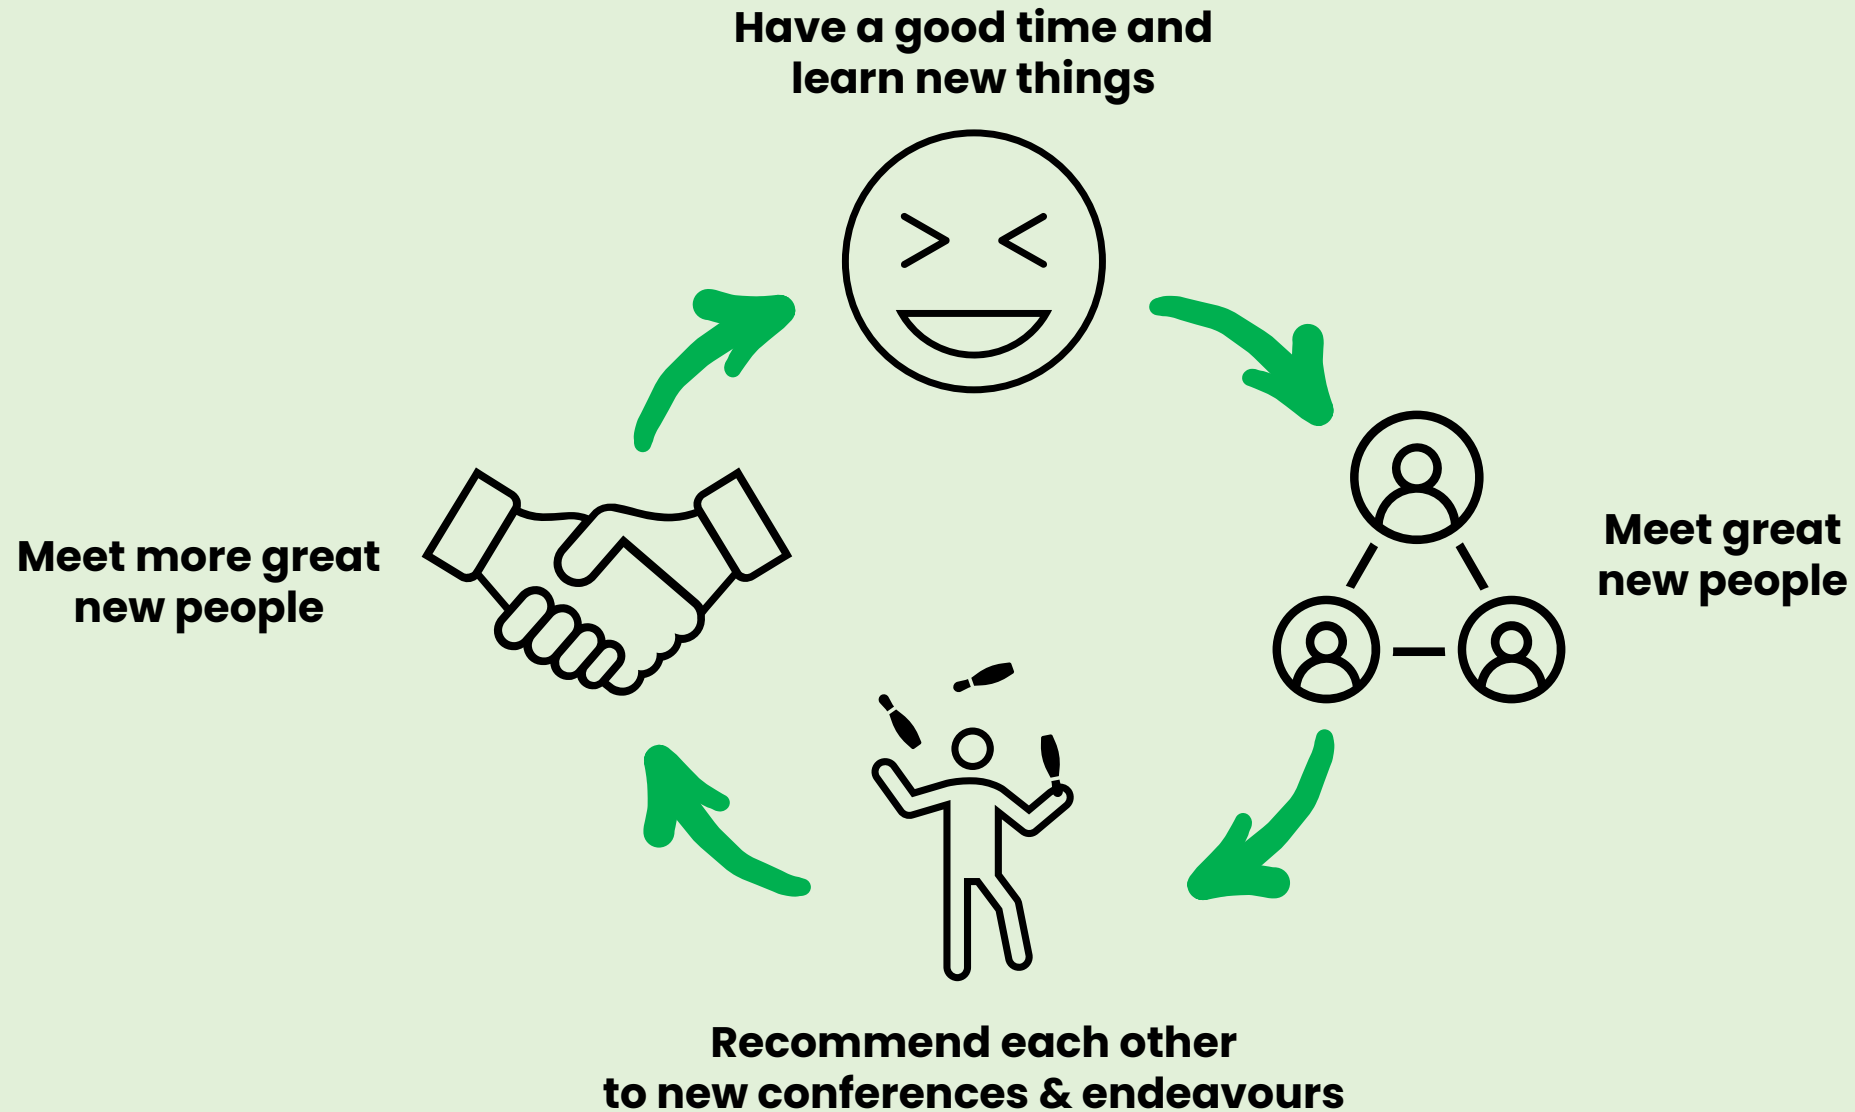 Have a good time and
learn new things
Meet great
new people
Recommend each other
to new conferences & endeavours
Meet more great
new people